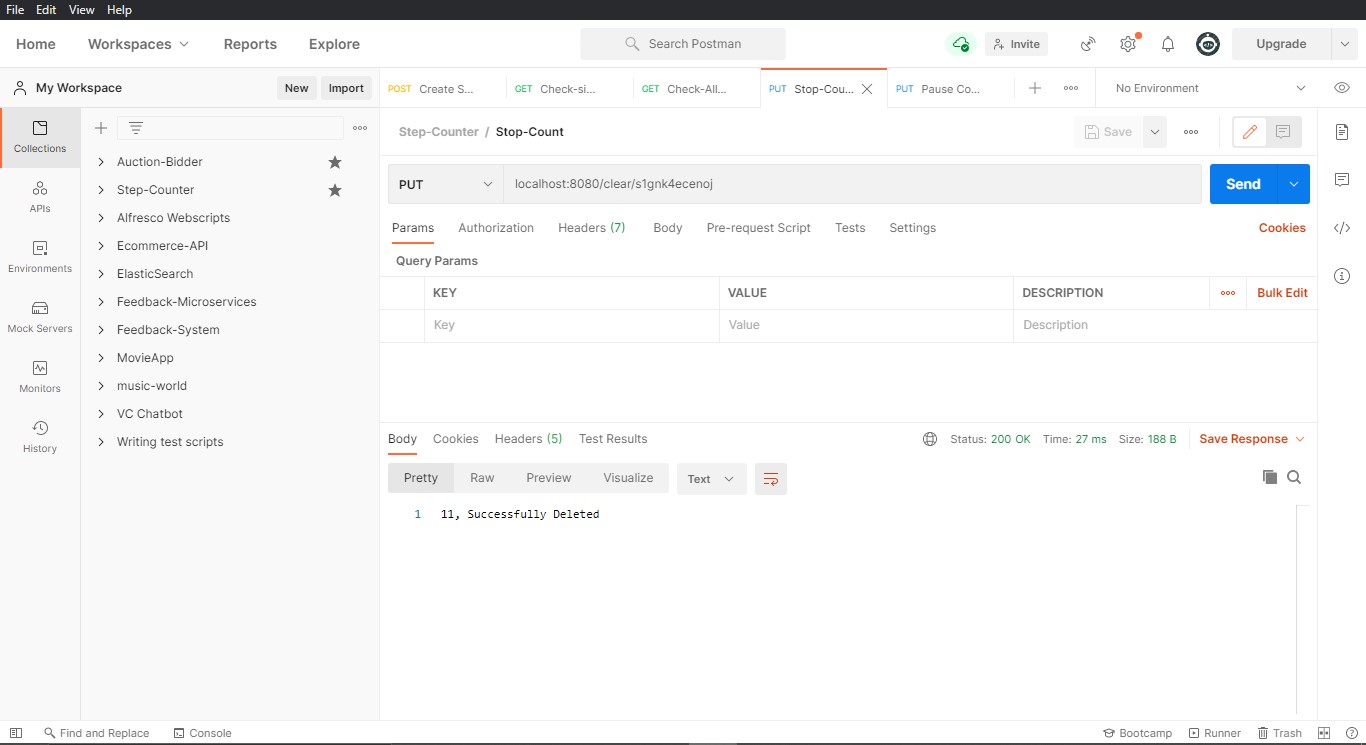 File Edit View Help
Home Workspaces Reports Explore Search Postman Invite Upgrade
My Workspace New Import
POST Create S... GET Check-si... GET Check-All... PUT Stop-Cou... PUT Pause Co... No Environment
Collections
APIs
Environments
Mock Servers
Monitors
History
Auction-Bidder
Step-Counter
Alfresco Webscripts
Ecommerce-API
ElasticSearch
Feedback-Microservices
Feedback-System
MovieApp
music-world
VC Chatbot
Writing test scripts
Step-Counter / Stop-Count Save
PUT localhost:8080/clear/s1gnk4ecenoj Send
Params Authorization Headers (7) Body Pre-request Script Tests Settings Cookies
Query Params
KEY VALUE DESCRIPTION Bulk Edit
Key Value Description
Body Cookies Headers (5) Test Results Status: 200 OK Time: 27 ms Size: 188 B Save Response
Pretty Raw Preview Visualize Text
1 11, Successfully Deleted
Find and Replace Console Bootcamp Runner Trash